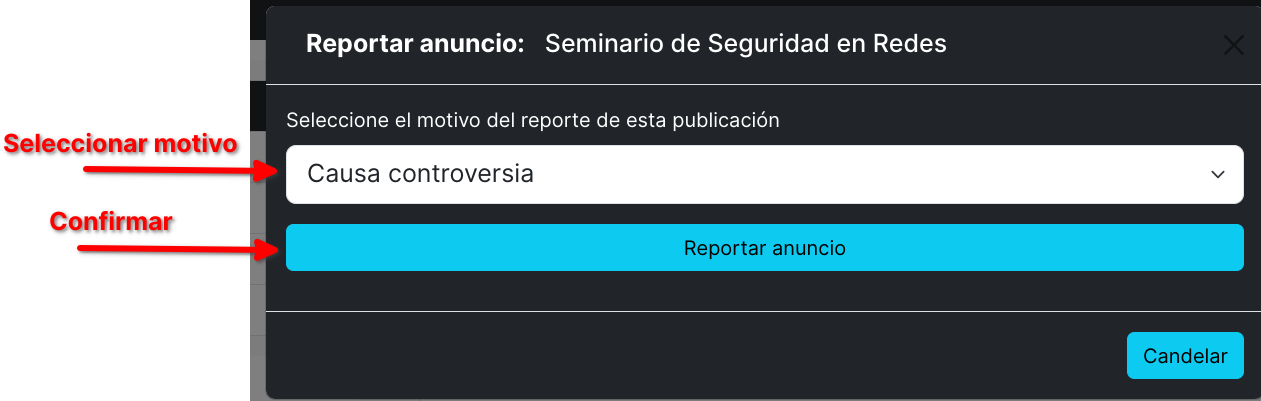 Reportar anuncio: Seminario de Seguridad en Redes
Seleccione el motivo del reporte de esta publicación
Seleccionar motivo
Causa controversia
Confirmar
Reportar anuncio
Candelar